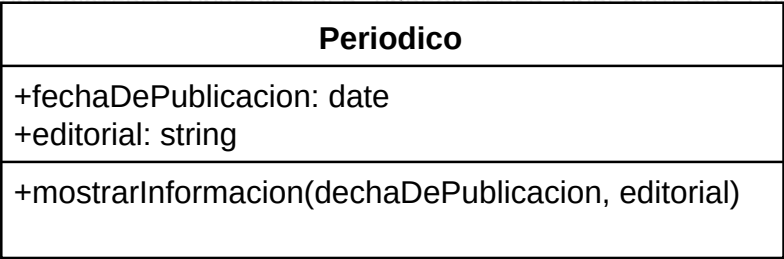 Periodico
+fechaDePublicacion: date
+editorial: string
+mostrarInformacion(dechaDePublicacion, editorial)